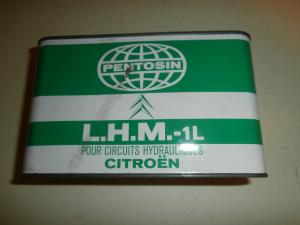 PENTOSIN
L.H.M.-1L
POUR CIRCUITS HYDRAULIQUES
CITROËN